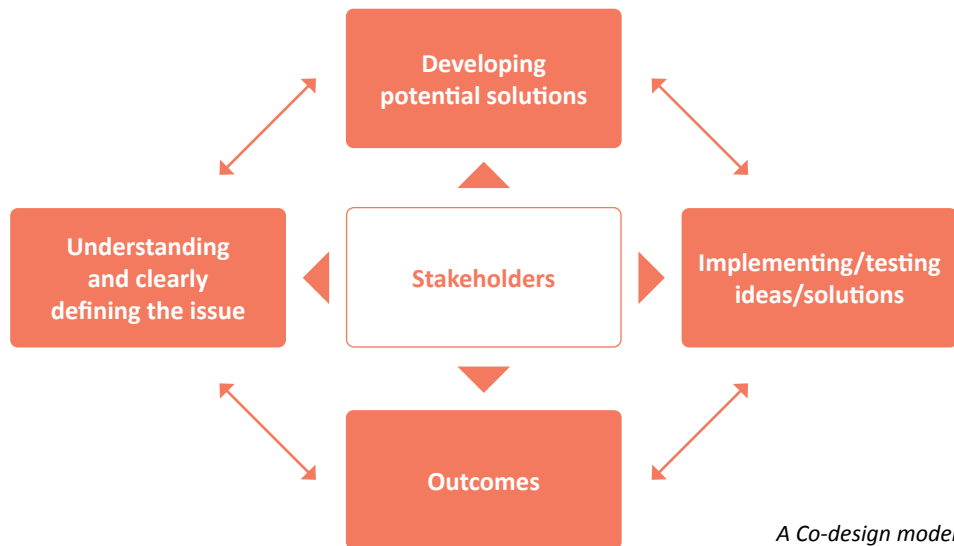 Developing
potential solutions
Understanding
and clearly
defining the issue
Stakeholders
Implementing/testing
ideas/solutions
Outcomes
A Co-design model